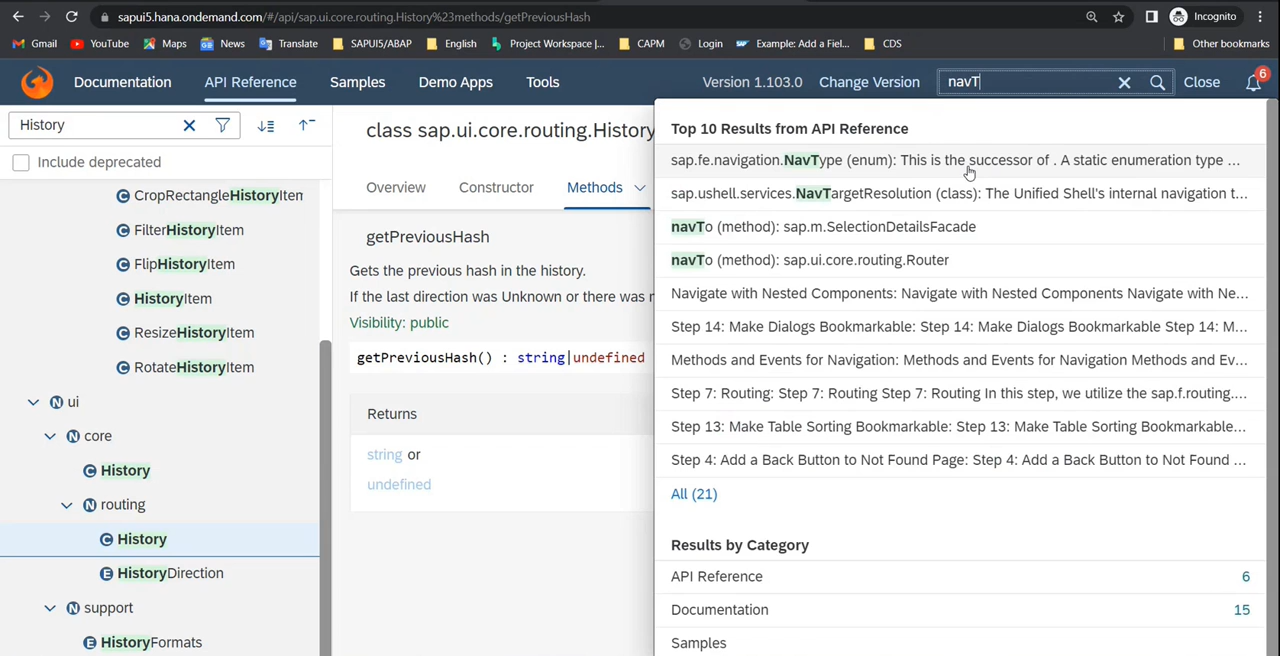 sapui5.hana.ondemand.com/#/api/sap.ui.core.routing.History%23methods/getPreviousHash
Incognito
Gmail
YouTube
Maps
News
Translate
SAPUI5/ABAP
English
Project Workspace |...
CAPM
Login
Example: Add a Fiel...
CDS
Other bookmarks
Documentation
API Reference
Samples
Demo Apps
Tools
Version 1.103.0
Change Version
navT
Close
6
History
Include deprecated
CropRectangleHistoryIten
FilterHistoryItem
FlipHistoryItem
HistoryItem
ResizeHistoryItem
RotateHistoryItem
N ui
N core
C History
N routing
C History
E HistoryDirection
N support
E HistoryFormats
class sap.ui.core.routing.History
Overview
Constructor
Methods
getPreviousHash
Gets the previous hash in the history.
If the last direction was Unknown or there was r
Visibility: public
getPreviousHash() : string|undefined
Returns
string or
undefined
Top 10 Results from API Reference
sap.fe.navigation.NavType (enum): This is the successor of . A static enumeration type ...
sap.ushell.services.NavTargetResolution (class): The Unified Shell's internal navigation t...
navTo (method): sap.m.SelectionDetailsFacade
navTo (method): sap.ui.core.routing.Router
Navigate with Nested Components: Navigate with Nested Components Navigate with Ne...
Step 14: Make Dialogs Bookmarkable: Step 14: Make Dialogs Bookmarkable Step 14: M...
Methods and Events for Navigation: Methods and Events for Navigation Methods and Ev...
Step 7: Routing: Step 7: Routing Step 7: Routing In this step, we utilize the sap.f.routing....
Step 13: Make Table Sorting Bookmarkable: Step 13: Make Table Sorting Bookmarkable...
Step 4: Add a Back Button to Not Found Page: Step 4: Add a Back Button to Not Found ...
All (21)
Results by Category
API Reference 6
Documentation 15
Samples